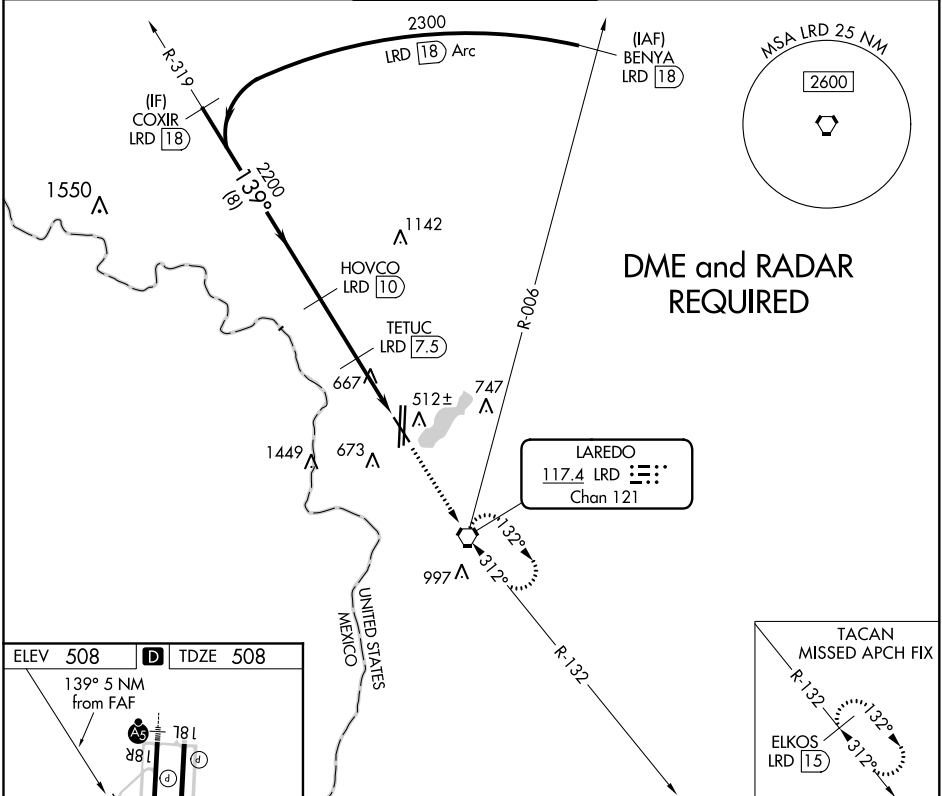 2300
LRD 18 Arc
(IAF)
BENYA
LRD 18
R-319
(IF)
COXIR
LRD 18
MSA LRD 25 NM
2600
2200
139°
(8)
1550
1142
DME and RADAR
REQUIRED
HOVCO
LRD 10
R-006
TETUC
LRD 7.5
667
512±
747
1449
673
LAREDO
117.4 LRD
Chan 121
132°
312°
997
UNITED STATES
MEXICO
R-132
ELEV 508 D TDZE 508
139° 5 NM
from FAF
A5
18L
18R
P
P
TACAN
MISSED APCH FIX
R-132
132°
312°
ELKOS
LRD 15